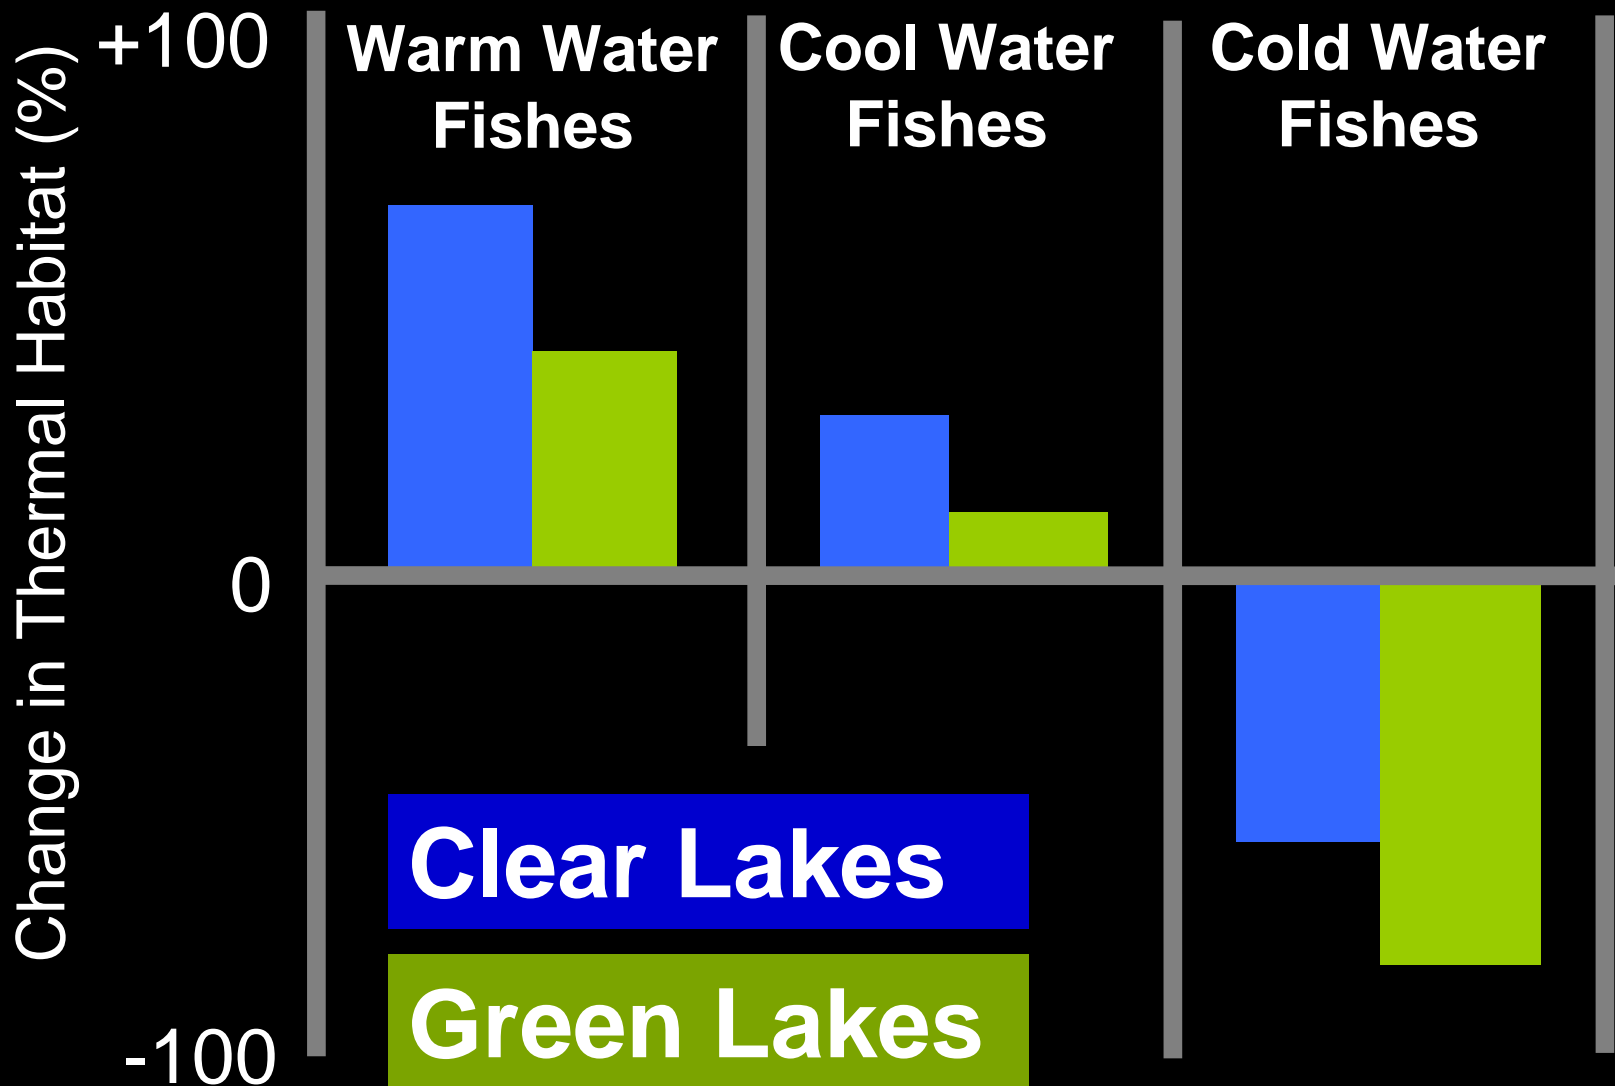 +100
Warm Water
Fishes
Cool Water
Fishes
Cold Water
Fishes
Change in Thermal Habitat (%)
0
Clear Lakes
Green Lakes
-100